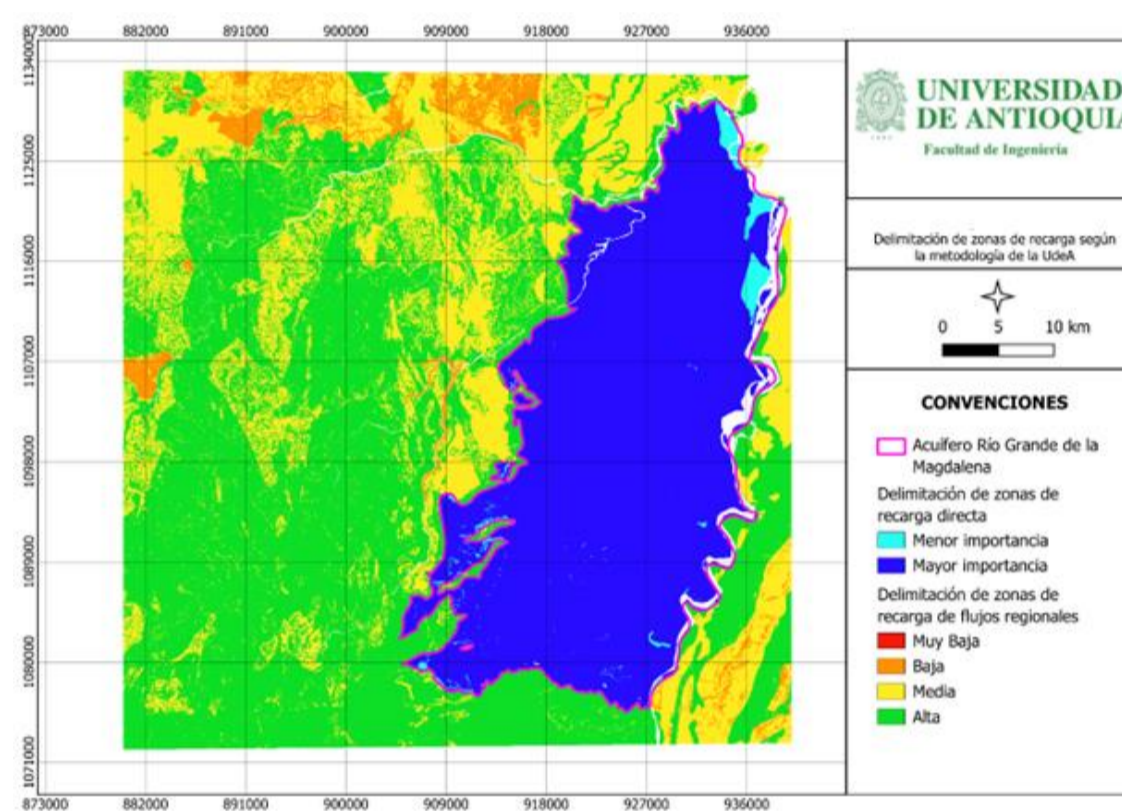 873000 882000 891000 900000 909000 918000 927000 936000
1134000
1125000
1116000
1107000
1098000
1089000
1080000
1071000
873000 882000 891000 900000 909000 918000 927000 936000
UNIVERSIDAD
DE ANTIOQUIA
1803
Facultad de Ingeniería
Delimitación de zonas de recarga según
la metodología de la UdeA
0 5 10 km
CONVENCIONES
Acuífero Río Grande de la
Magdalena
Delimitación de zonas de
recarga directa
Menor importancia
Mayor importancia
Delimitación de zonas de
recarga de flujos regionales
Muy Baja
Baja
Media
Alta